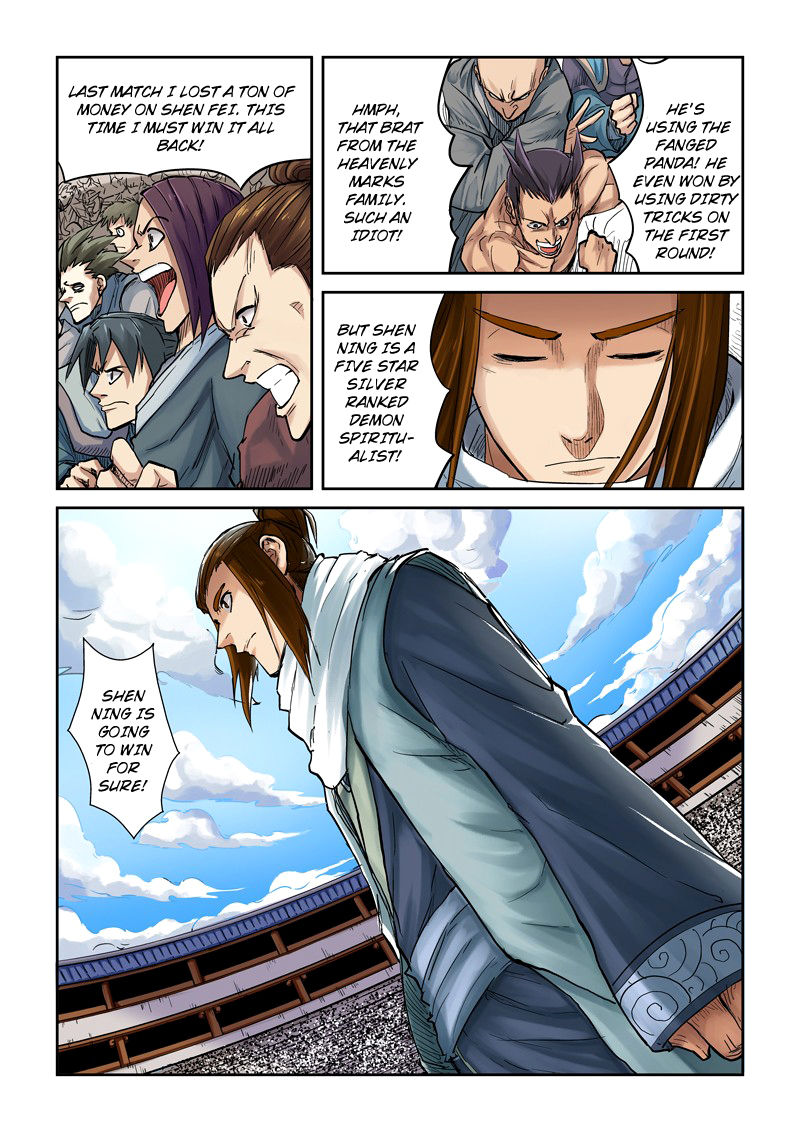 LAST MATCH I LOST A TON OF
MONEY ON SHEN FEI. THIS
TIME I MUST WIN IT ALL
BACK!
HMPH,
THAT BRAT
FROM THE
HEAVENLY
MARKS
FAMILY.
SUCH AN
IDIOT!
HE'S
USING THE
FANGED
PANDA! HE
EVEN WON BY
USING DIRTY
TRICKS ON
THE FIRST
ROUND!
BUT SHEN
NING IS A
FIVE STAR
SILVER
RANKED
DEMON
SPIRITU-
ALIST!
SHEN
NING IS
GOING
TO WIN
FOR
SURE!